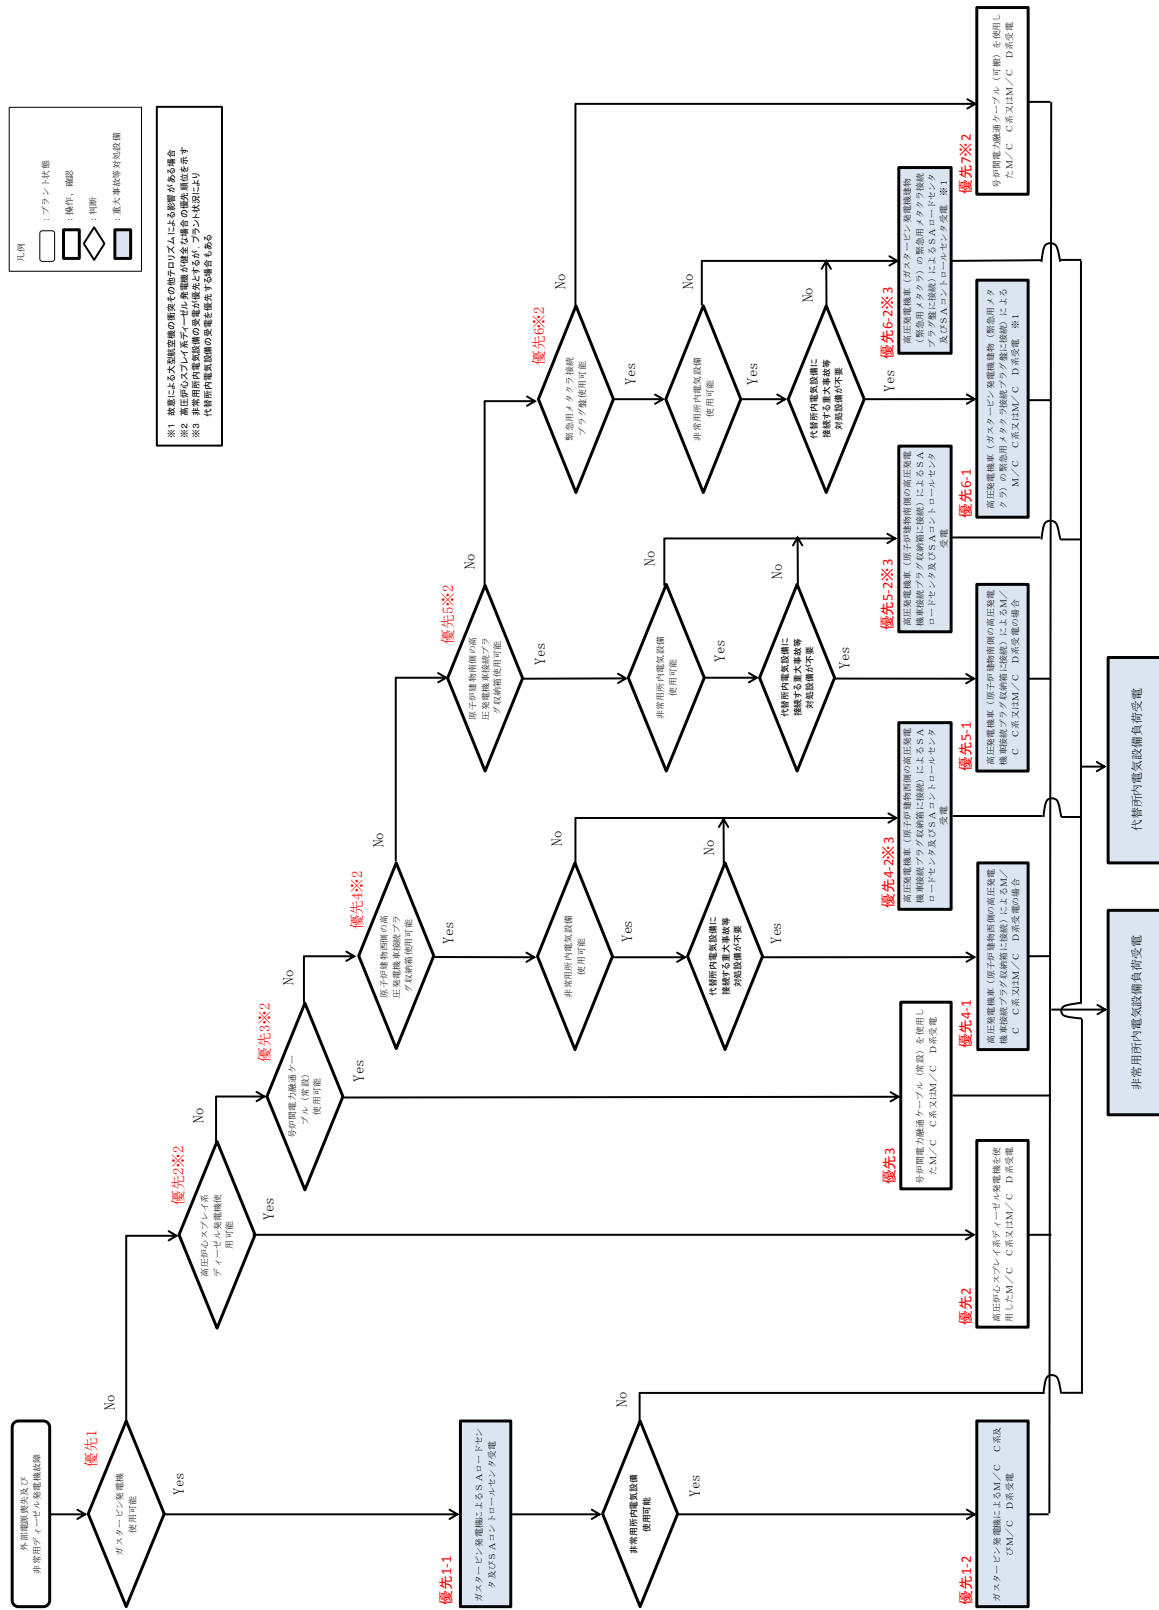 外部電源喪失及び
非常用ディーゼル発電機故障
優先1
ガスタービン発電機
使用可能
No
Yes
優先1-1
ガスタービン発電機によるＳＡロードセン
タ及びＳＡコントロールセンタ受電
非常用所内電気設備
使用可能
No
Yes
優先1-2
ガスタービン発電機によるＭ／Ｃ　Ｃ系及
びＭ／Ｃ　Ｄ系受電
優先2※2
高圧炉心スプレイ系
ディーゼル発電機使
用可能
No
Yes
優先2
高圧炉心スプレイ系ディーゼル発電機を使
用したＭ／Ｃ　Ｃ系又はＭ／Ｃ　Ｄ系受電
優先3※2
号炉間電力融通ケー
ブル（常設）
使用可能
No
Yes
優先3
号炉間電力融通ケーブル（常設）を使用し
たＭ／Ｃ　Ｃ系又はＭ／Ｃ　Ｄ系受電
優先4※2
原子炉建物西側の高
圧発電機車接続プラ
グ収納箱使用可能
No
Yes
非常用所内電気設備
使用可能
No
Yes
代替所内電気設備に
接続する重大事故等
対処設備が不要
No
Yes
優先4-1
高圧発電機車（原子炉建物西側の高圧発電
機車接続プラグ収納箱に接続）によるＭ／
Ｃ　Ｃ系又はＭ／Ｃ　Ｄ系受電の場合
優先4-2※3
高圧発電機車（原子炉建物西側の高圧発電
機車接続プラグ収納箱に接続）によるＳＡ
ロードセンタ及びＳＡコントロールセンタ
受電
優先5※2
原子炉建物南側の高
圧発電機車接続プラ
グ収納箱使用可能
No
Yes
非常用所内電気設備
使用可能
No
Yes
代替所内電気設備に
接続する重大事故等
対処設備が不要
No
Yes
優先5-1
高圧発電機車（原子炉建物南側の高圧発電
機車接続プラグ収納箱に接続）によるＭ／
Ｃ　Ｃ系又はＭ／Ｃ　Ｄ系受電の場合
優先5-2※3
高圧発電機車（原子炉建物南側の高圧発電
機車接続プラグ収納箱に接続）によるＳＡ
ロードセンタ及びＳＡコントロールセンタ
受電
優先6※2
緊急用メタクラ接続
プラグ盤使用可能
No
Yes
非常用所内電気設備
使用可能
No
Yes
代替所内電気設備に
接続する重大事故等
対処設備が不要
No
Yes
優先6-1
高圧発電機車（ガスタービン発電機建物（緊急用メタ
クラ）の緊急用メタクラ接続プラグ盤に接続）による
Ｍ／Ｃ　Ｃ系又はＭ／Ｃ　Ｄ系受電　※1
優先6-2※3
高圧発電機車（ガスタービン発電機建物
（緊急用メタクラ）の緊急用メタクラ接続
プラグ盤に接続）によるＳＡロードセンタ
及びＳＡコントロールセンタ受電　※1
優先7※2
号炉間電力融通ケーブル（可搬）を使用し
たＭ／Ｃ　Ｃ系又はＭ／Ｃ　Ｄ系受電
非常用所内電気設備負荷受電
代替所内電気設備負荷受電
凡例
：プラント状態
：操作，確認
：判断
：重大事故等対処設備
※1　故意による大型航空機の衝突その他テロリズムによる影響がある場合
※2　高圧炉心スプレイ系ディーゼル発電機が健全な場合の優先順位を示す
※3　非常用所内電気設備の受電が優先とするが，プラント状況により
代替所内電気設備の受電を優先する場合もある